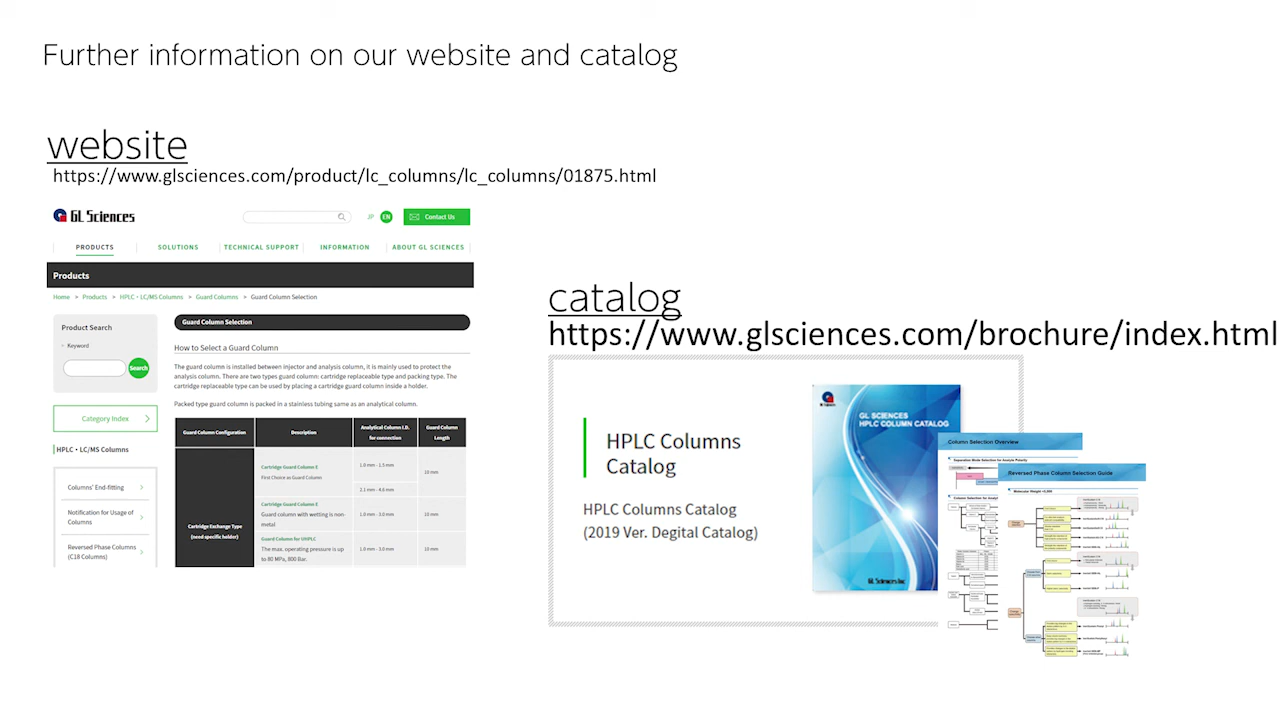 Further information on our website and catalog
website
https://www.glsciences.com/product/lc_columns/lc_columns/01875.html
GL Sciences
JP EN Contact Us
PRODUCTS SOLUTIONS TECHNICAL SUPPORT INFORMATION ABOUT GL SCIENCES
Products
Home > Products > HPLC・LC/MS Columns > Guard Columns > Guard Column Selection
Product Search
Keyword
Search
Category Index
HPLC・LC/MS Columns
Columns' End-fitting
Notification for Usage of
Columns
Reversed Phase Columns
(C18 Columns)
Guard Column Selection
How to Select a Guard Column
The guard column is installed between injector and analysis column, it is mainly used to protect the
analysis column. There are two types guard column: cartridge replaceable type and packing type. The
cartridge replaceable type can be used by placing a cartridge guard column inside a holder.
Packed type guard column is packed in a stainless tubing same as an analytical column.
Guard Column Configuration
Description
Analytical Column I.D.
for connection
Guard Column
Length
Cartridge Exchange Type
(need specific holder)
Cartridge Guard Column E
First Choice as Guard Column
1.0 mm - 1.5 mm
2.1 mm - 4.6 mm
10 mm
Cartridge Guard Column E
Guard column with wetting is non-
metal
1.0 mm - 3.0 mm
10 mm
Guard Column for UHPLC
The max. operating pressure is up
to 80 MPa, 800 Bar.
1.0 mm - 3.0 mm
10 mm
catalog
https://www.glsciences.com/brochure/index.html
HPLC Columns
Catalog
HPLC Columns Catalog
(2019 Ver. Degital Catalog)
GL SCIENCES
HPLC COLUMN CATALOG
GL Sciences Inc
Column Selection Overview
Separation Mode Selection for Analyte Polarity
Reversed Phase Column Selection Guide